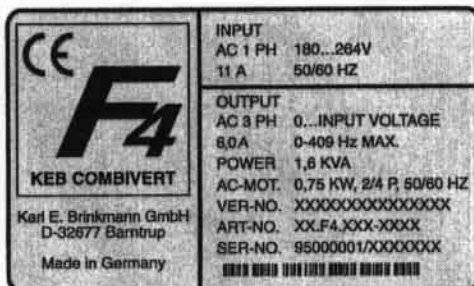 CE
F4
KEB COMBIVERT
Karl E. Brinkmann GmbH
D-32677 Barntrup
Made in Germany
INPUT
AC 1 PH 180...264V
11 A 50/60 HZ
OUTPUT
AC 3 PH 0...INPUT VOLTAGE
8,0A 0-409 Hz MAX.
POWER 1,6 KVA
AC-MOT. 0,75 KW, 2/4 P, 50/60 HZ
VER-NO. XXXXXXXXXXXXXXX
ART-NO. XX.F4.XXX-XXXX
SER-NO. 95000001/XXXXXXX